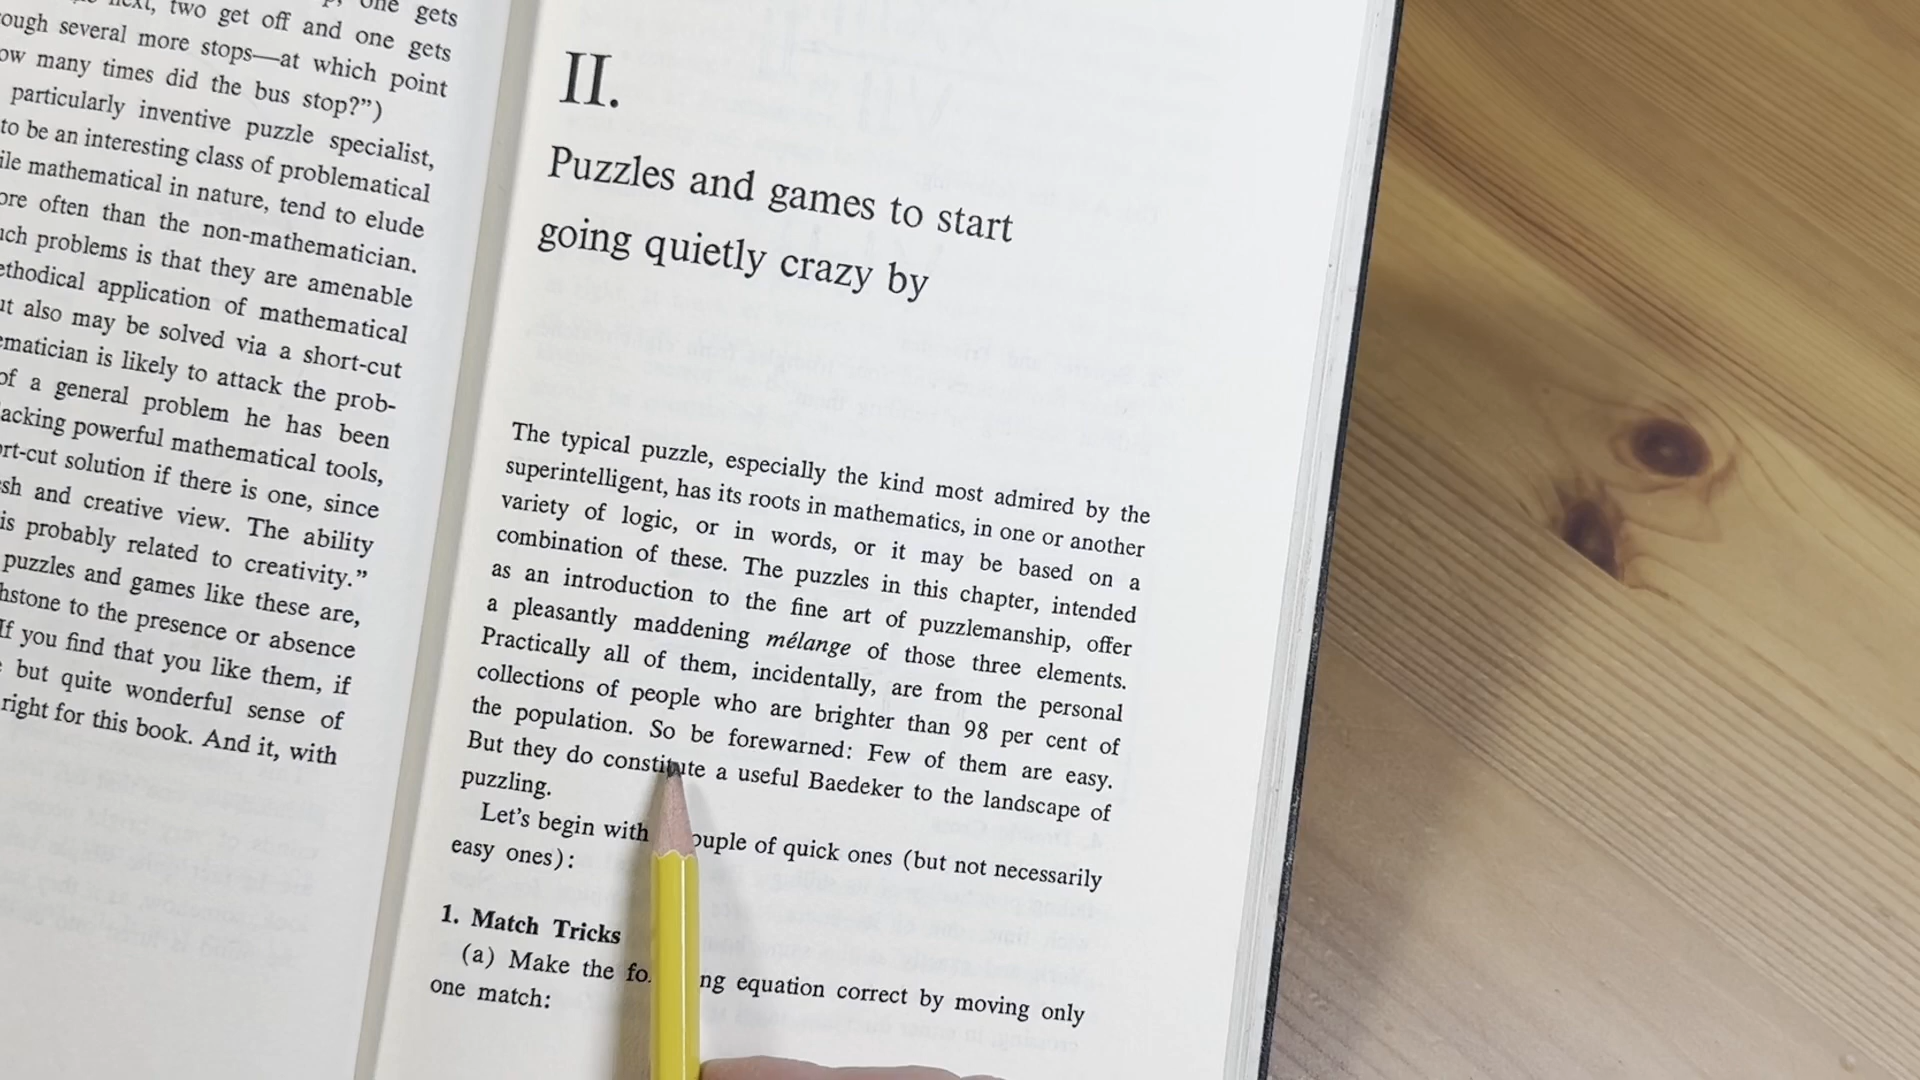 one gets
next, two get off and one gets
ough several more stops—at which point
ow many times did the bus stop?")
particularly inventive puzzle specialist,
to be an interesting class of problematical
ile mathematical in nature, tend to elude
ore often than the non-mathematician.
uch problems is that they are amenable
ethodical application of mathematical
ut also may be solved via a short-cut
ematician is likely to attack the prob-
of a general problem he has been
lacking powerful mathematical tools,
ort-cut solution if there is one, since
sh and creative view. The ability
is probably related to creativity."
puzzles and games like these are,
hstone to the presence or absence
If you find that you like them, if
but quite wonderful sense of
right for this book. And it, with
II.
Puzzles and games to start
going quietly crazy by
The typical puzzle, especially the kind most admired by the
superintelligent, has its roots in mathematics, in one or another
variety of logic, or in words, or it may be based on a
combination of these. The puzzles in this chapter, intended
as an introduction to the fine art of puzzlemanship, offer
a pleasantly maddening mélange of those three elements.
Practically all of them, incidentally, are from the personal
collections of people who are brighter than 98 per cent of
the population. So be forewarned: Few of them are easy.
But they do constitute a useful Baedeker to the landscape of
puzzling.
Let's begin with ouple of quick ones (but not necessarily
easy ones):
1. Match Tricks
(a) Make the fo ng equation correct by moving only
one match: